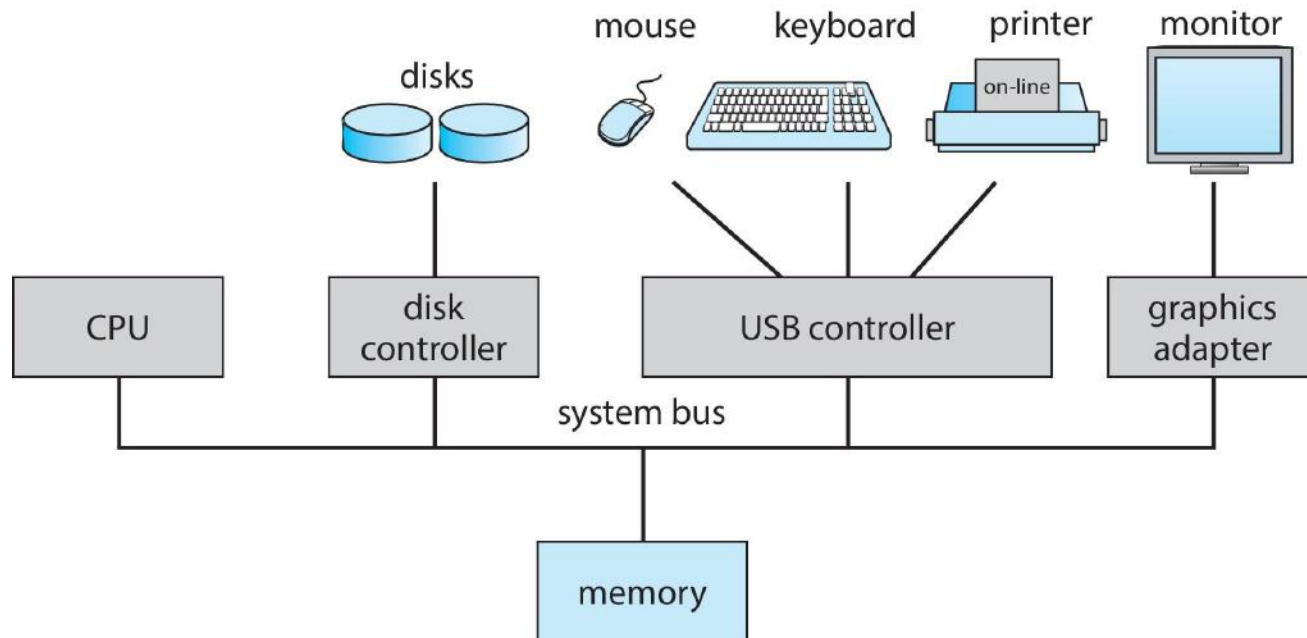 mouse
keyboard
printer
monitor
disks
on-line
CPU
disk
controller
USB controller
graphics
adapter
system bus
memory